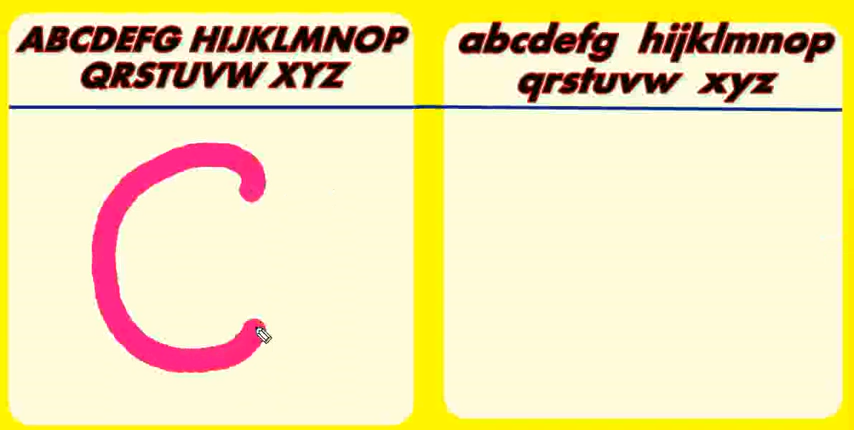 ABCDEFG HIJKLMNOP
QRSTUVW XYZ
abcdefg hijklmnop
qrstuvw xyz
C